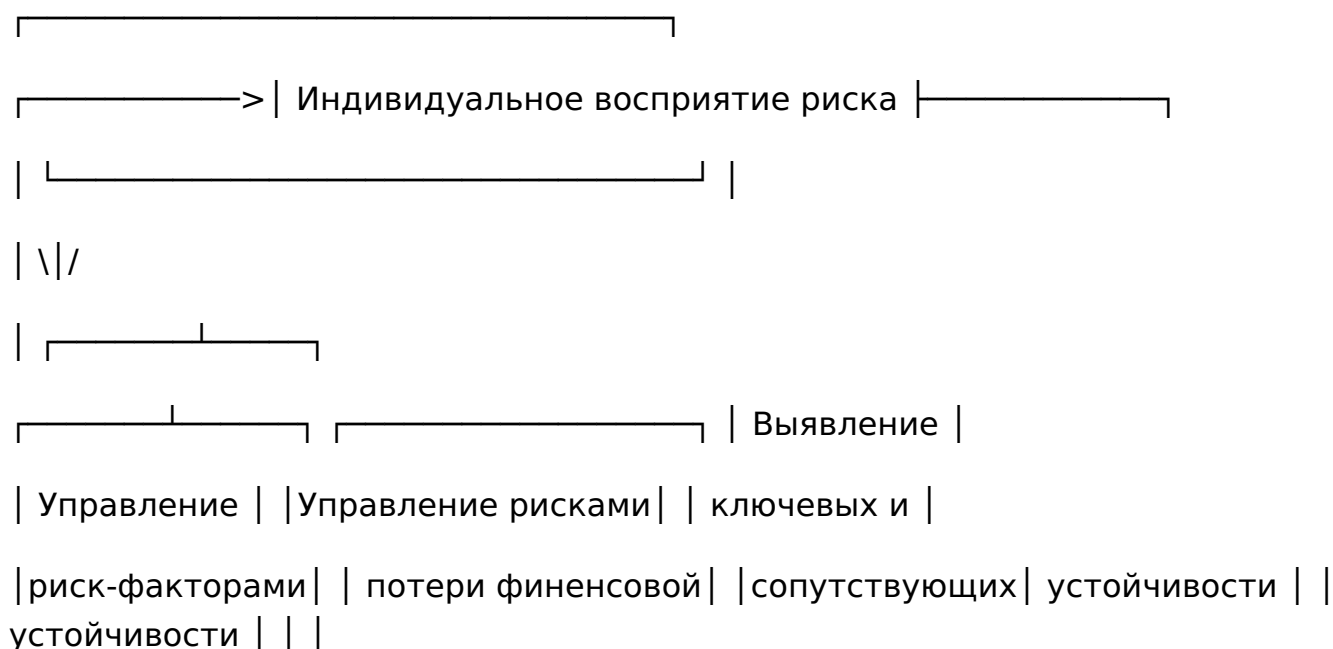 ┌─────────────────────────┐
┌────────>│ Индивидуальное восприятие риска ├─────────┐
│ └─────────────────────────┘ │
│ \│/
│ ┌─────┴────┐
┌─────┴─────┐ ┌──────────────┐ │ Выявление │
│ Управление │ │Управление рисками│ │ ключевых и │
│риск-факторами│ │ потери финенсовой│ │сопутствующих│ устойчивости │ │
устойчивости │ │ │